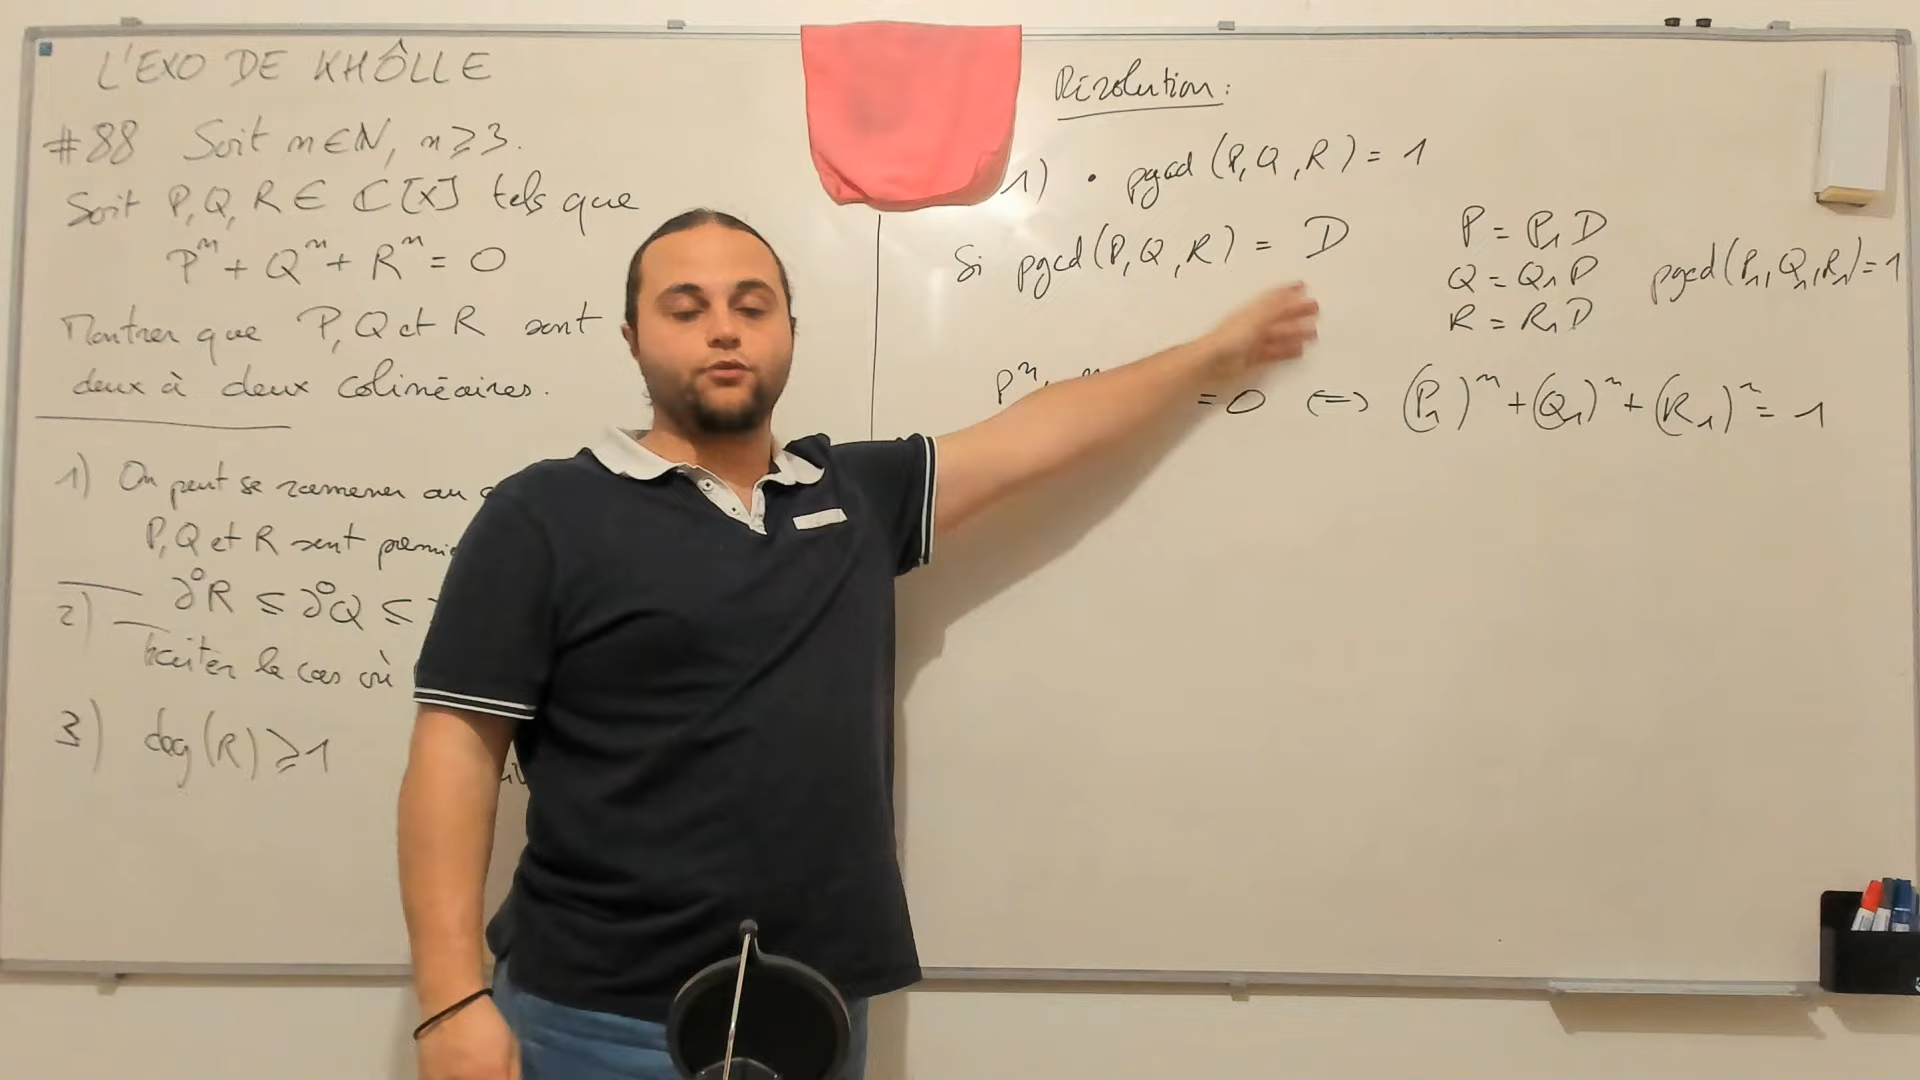 L'EXO DE KHÔLLE
#88 Soit n∈ℕ, n≥3.
Soit P, Q, R ∈ ℂ[X] tels que
Pⁿ + Qⁿ + Rⁿ = 0
Montrer que P, Q et R sont
deux à deux colinéaires.
1) On peut se ramener au
P, Q et R sont
2) ∂°R ≤ ∂°Q ≤
traiter le cas où
3) deg(R) ≥ 1
Résolution :
1) • pgcd (P, Q, R) = 1
Si pgcd (P, Q, R) = D
P = P₁D
Q = Q₁P
R = R₁D
pgcd (P₁, Q₁, R₁) = 1
Pⁿ = 0 ⟺ (P₁)ⁿ + (Q₁)ⁿ + (R₁)ⁿ = 1